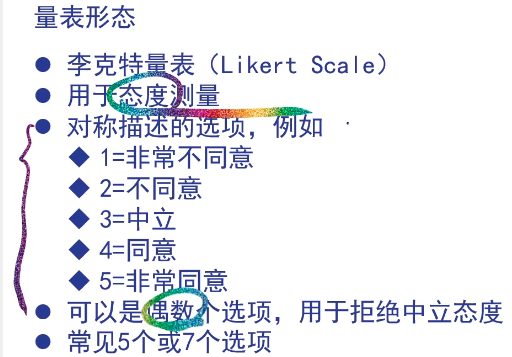 量表形态
● 李克特量表（Likert Scale）
● 用于态度测量
● 对称描述的选项，例如
◆ 1=非常不同意
◆ 2=不同意
◆ 3=中立
◆ 4=同意
◆ 5=非常同意
● 可以是偶数个选项，用于拒绝中立态度
● 常见5个或7个选项